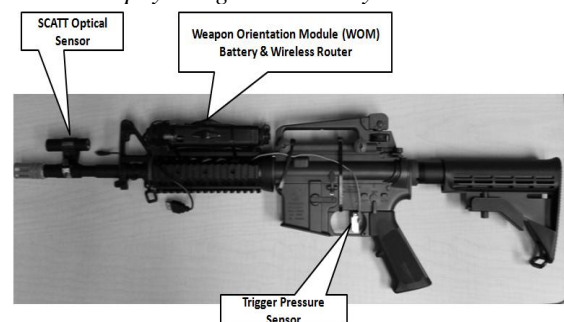 SCATT Optical
Sensor
Weapon Orientation Module (WOM)
Battery & Wireless Router
Trigger Pressure
Sensor